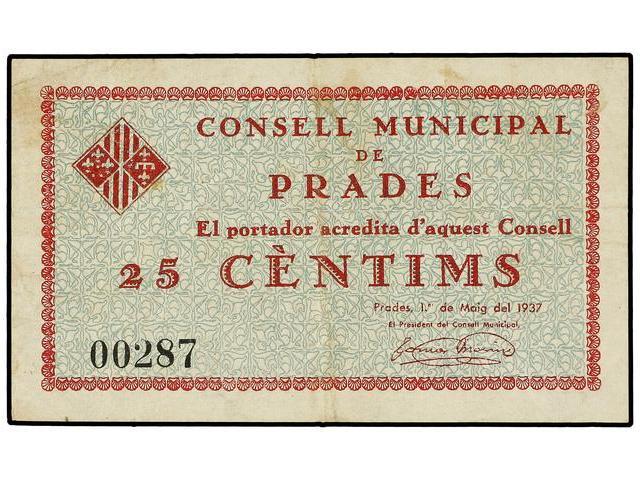 CONSELL MUNICIPAL
DE
PRADES
El portador acredita d'aquest Consell
25 CÈNTIMS
Prades, 1.er de Maig del 1937
El President del Consell Municipal,
00287